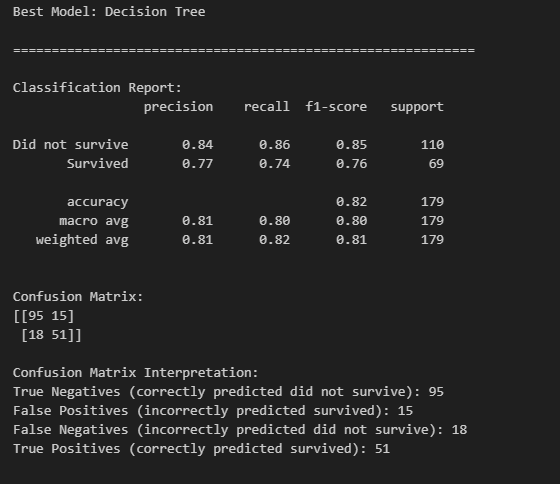 Best Model: Decision Tree
============================================================
Classification Report:
precision recall f1-score support
Did not survive 0.84 0.86 0.85 110
Survived 0.77 0.74 0.76 69
accuracy 0.82 179
macro avg 0.81 0.80 0.80 179
weighted avg 0.81 0.82 0.81 179
Confusion Matrix:
[[95 15]
[18 51]]
Confusion Matrix Interpretation:
True Negatives (correctly predicted did not survive): 95
False Positives (incorrectly predicted survived): 15
False Negatives (incorrectly predicted did not survive): 18
True Positives (correctly predicted survived): 51